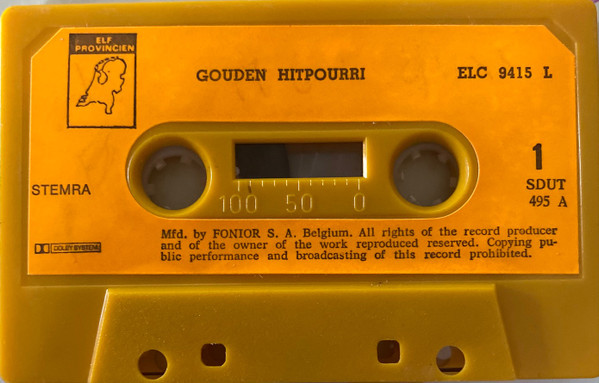 ELF
PROVINCIEN
GOUDEN HITPOURRI
ELC 9415 L
1
SDUT
495 A
STEMRA
100 50 0
DOLBY SYSTEM
Mfd. by FONIOR S. A. Belgium. All rights of the record producer
and of the owner of the work reproduced reserved. Copying pu-
blic performance and broadcasting of this record prohibited.